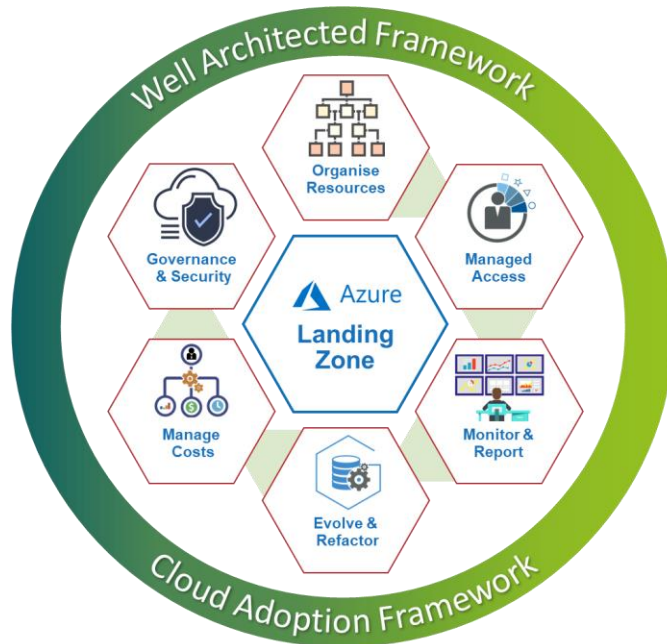 Well Architected Framework
Organise
Resources
Governance
& Security
Managed
Access
Azure
Landing
Zone
Manage
Costs
Monitor &
Report
Evolve &
Refactor
Cloud Adoption Framework